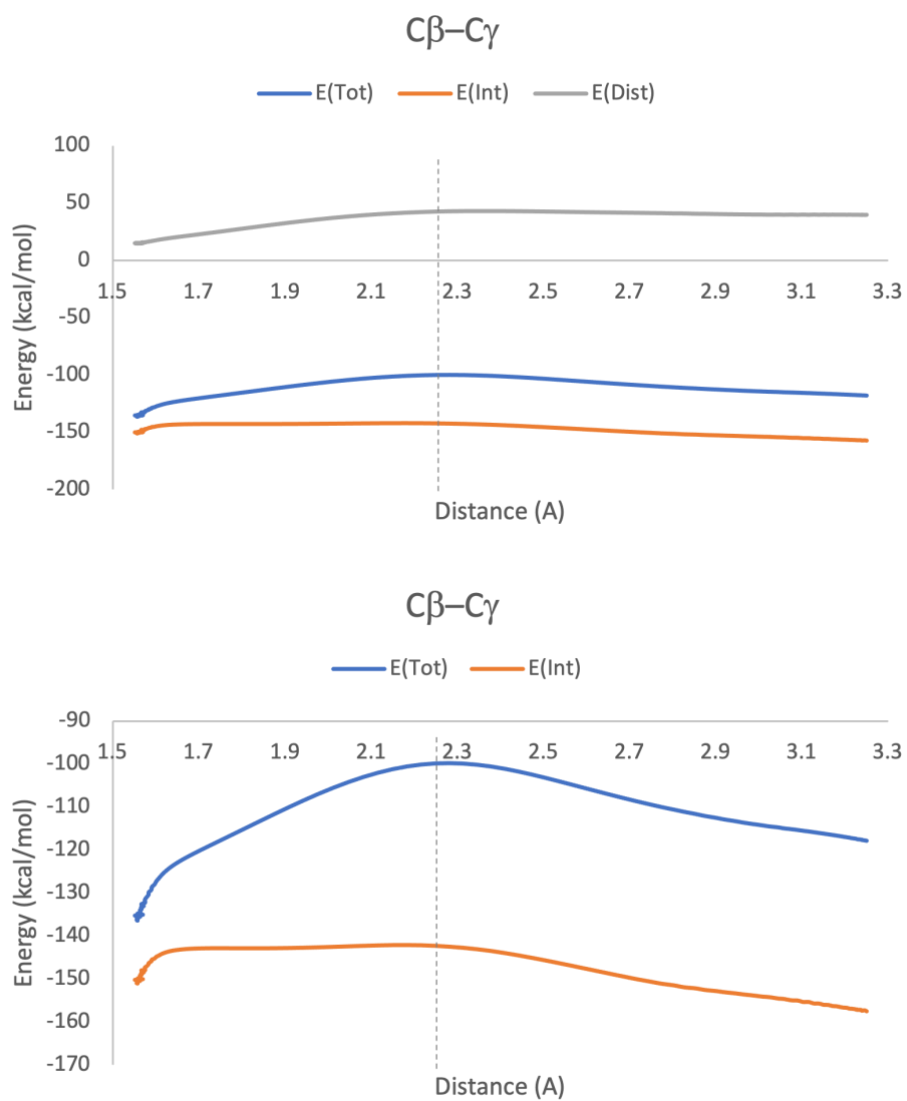 Cβ–Cγ
E(Tot) E(Int) E(Dist)
100
50
0
1.5 1.7 1.9 2.1 2.3 2.5 2.7 2.9 3.1 3.3
-50
-100
-150
-200
Energy (kcal/mol)
Distance (A)
Cβ–Cγ
E(Tot) E(Int)
-90
1.5 1.7 1.9 2.1 2.3 2.5 2.7 2.9 3.1 3.3
-100
-110
-120
-130
-140
-150
-160
-170
Energy (kcal/mol)
Distance (A)